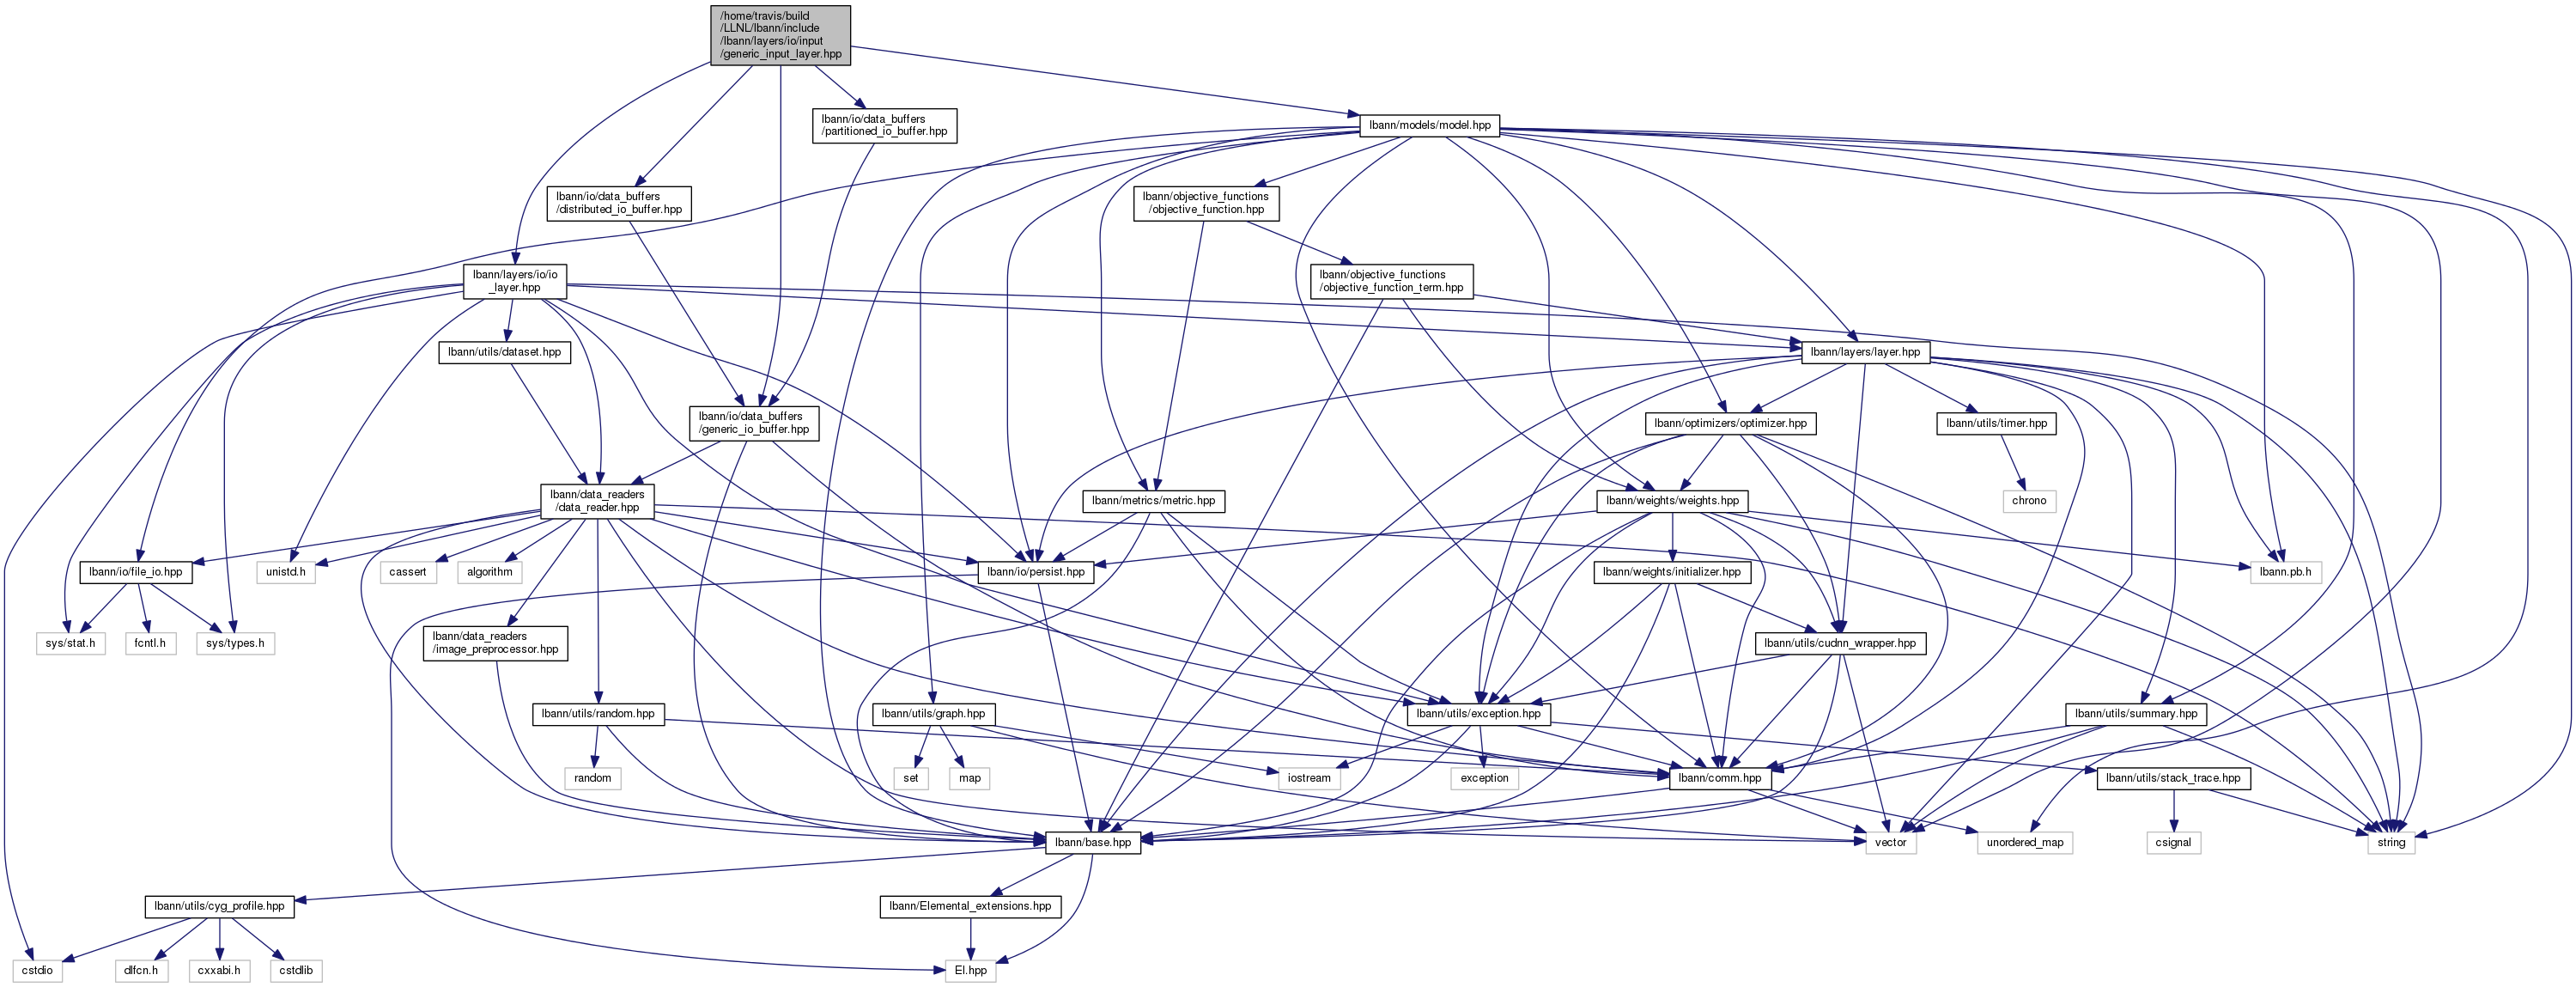 /home/travis/build
/LLNL/lbann/include
/lbann/layers/io/input
/generic_input_layer.hpp
lbann/io/data_buffers
/partitioned_io_buffer.hpp
lbann/models/model.hpp
lbann/io/data_buffers
/distributed_io_buffer.hpp
lbann/objective_functions
/objective_function.hpp
lbann/layers/io/io
_layer.hpp
lbann/objective_functions
/objective_function_term.hpp
lbann/utils/dataset.hpp
lbann/layers/layer.hpp
lbann/io/data_buffers
/generic_io_buffer.hpp
lbann/optimizers/optimizer.hpp
lbann/utils/timer.hpp
lbann/data_readers
/data_reader.hpp
lbann/metrics/metric.hpp
lbann/weights/weights.hpp
chrono
lbann/io/file_io.hpp
unistd.h
cassert
algorithm
lbann/io/persist.hpp
lbann/weights/initializer.hpp
lbann.pb.h
sys/stat.h
fcntl.h
sys/types.h
lbann/data_readers
/image_preprocessor.hpp
lbann/utils/cudnn_wrapper.hpp
lbann/utils/random.hpp
lbann/utils/graph.hpp
lbann/utils/exception.hpp
lbann/utils/summary.hpp
random
set
map
iostream
exception
lbann/comm.hpp
lbann/utils/stack_trace.hpp
lbann/base.hpp
vector
unordered_map
csignal
string
lbann/utils/cyg_profile.hpp
lbann/Elemental_extensions.hpp
cstdio
dlfcn.h
cxxabi.h
cstdlib
El.hpp